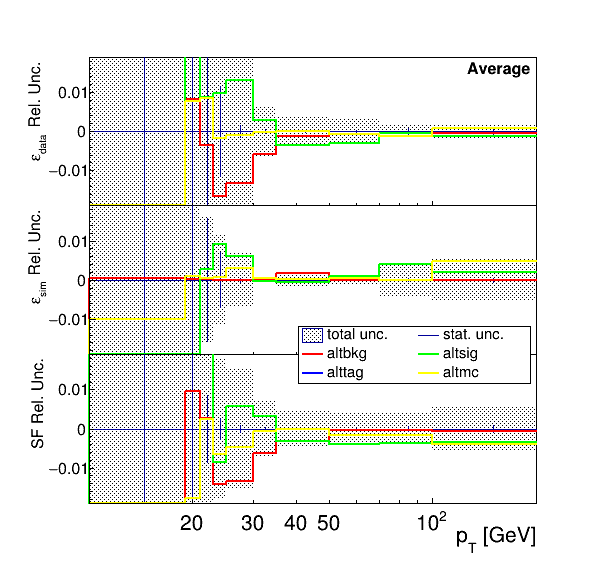 Average
ε_data Rel. Unc.
0.01
0
−0.01
ε_sim Rel. Unc.
0.01
0
−0.01
total unc.
stat. unc.
altbkg
altsig
alttag
altmc
SF Rel. Unc.
0.01
0
−0.01
20 30 40 50 10²
p_T [GeV]